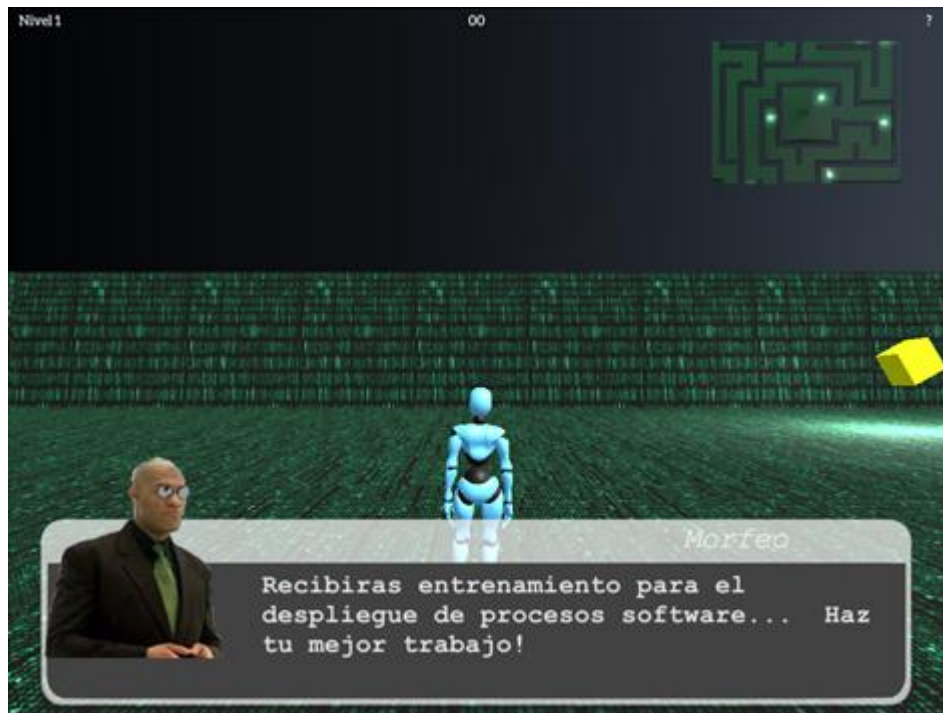 Nivel 1
00
?
Morfeo
Recibiras entrenamiento para el
despliegue de procesos software... Haz
tu mejor trabajo!